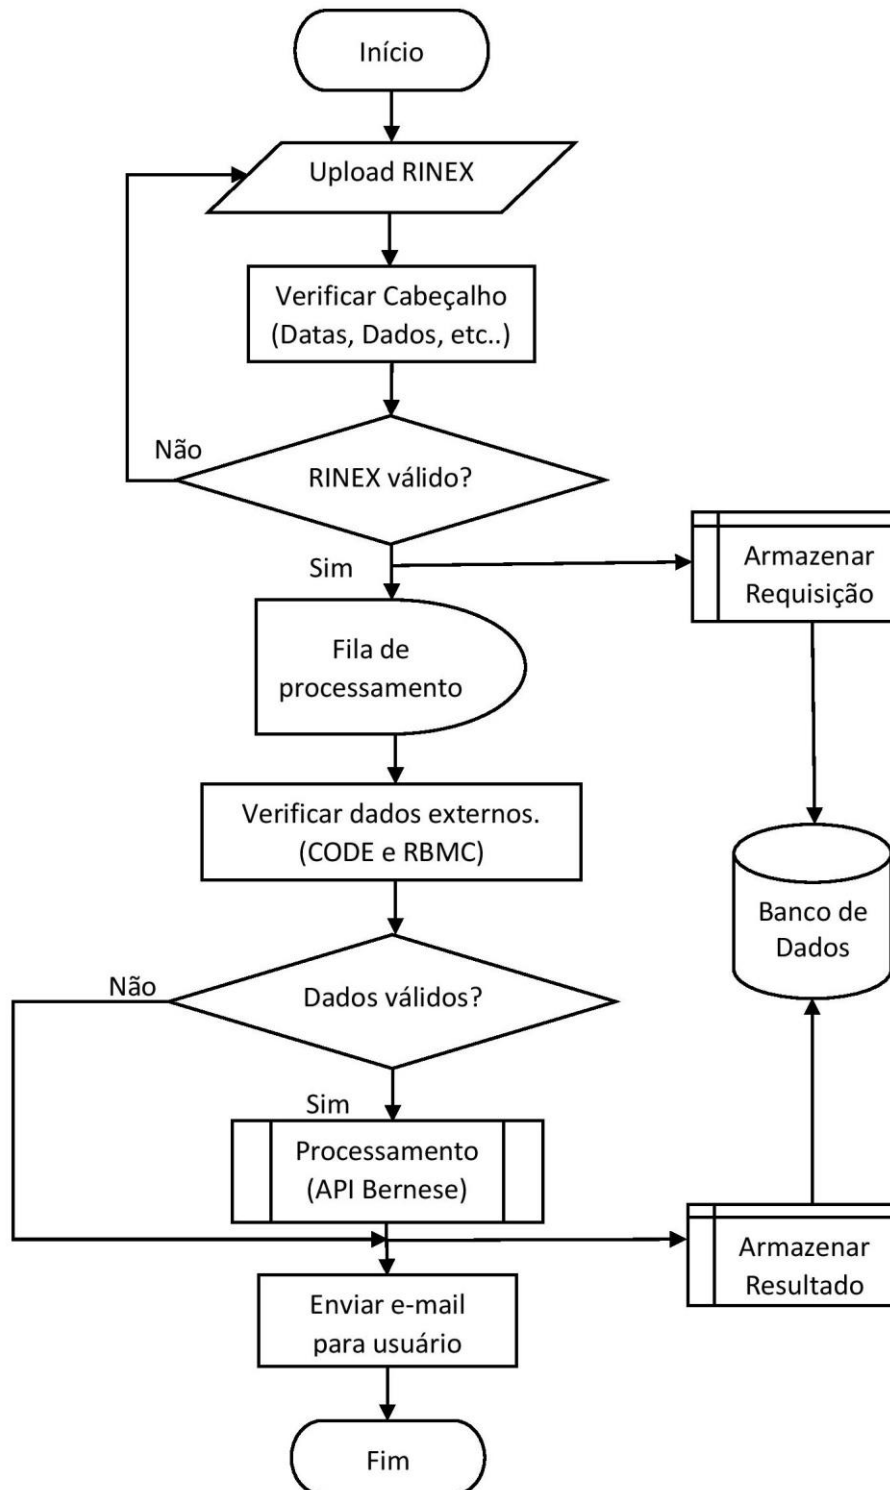 Início
Upload RINEX
Verificar Cabeçalho
(Datas, Dados, etc..)
Não
RINEX válido?
Sim
Armazenar
Requisição
Fila de
processamento
Verificar dados externos.
(CODE e RBMC)
Banco de
Dados
Não
Dados válidos?
Sim
Processamento
(API Bernese)
Armazenar
Resultado
Enviar e-mail
para usuário
Fim